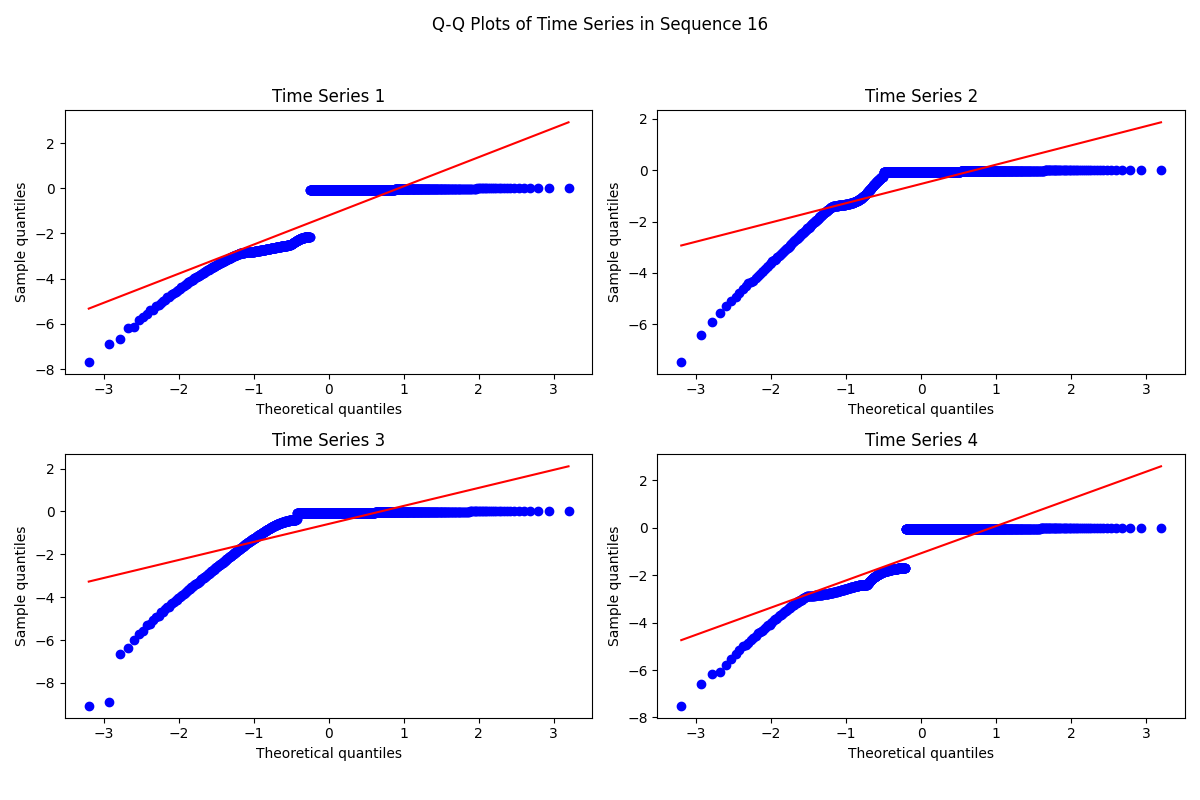 Q-Q Plots of Time Series in Sequence 16
Time Series 1
2
0
−2
−4
−6
−8
Sample quantiles
−3 −2 −1 0 1 2 3
Theoretical quantiles
Time Series 2
2
0
−2
−4
−6
Sample quantiles
−3 −2 −1 0 1 2 3
Theoretical quantiles
Time Series 3
2
0
−2
−4
−6
−8
Sample quantiles
−3 −2 −1 0 1 2 3
Theoretical quantiles
Time Series 4
2
0
−2
−4
−6
−8
Sample quantiles
−3 −2 −1 0 1 2 3
Theoretical quantiles